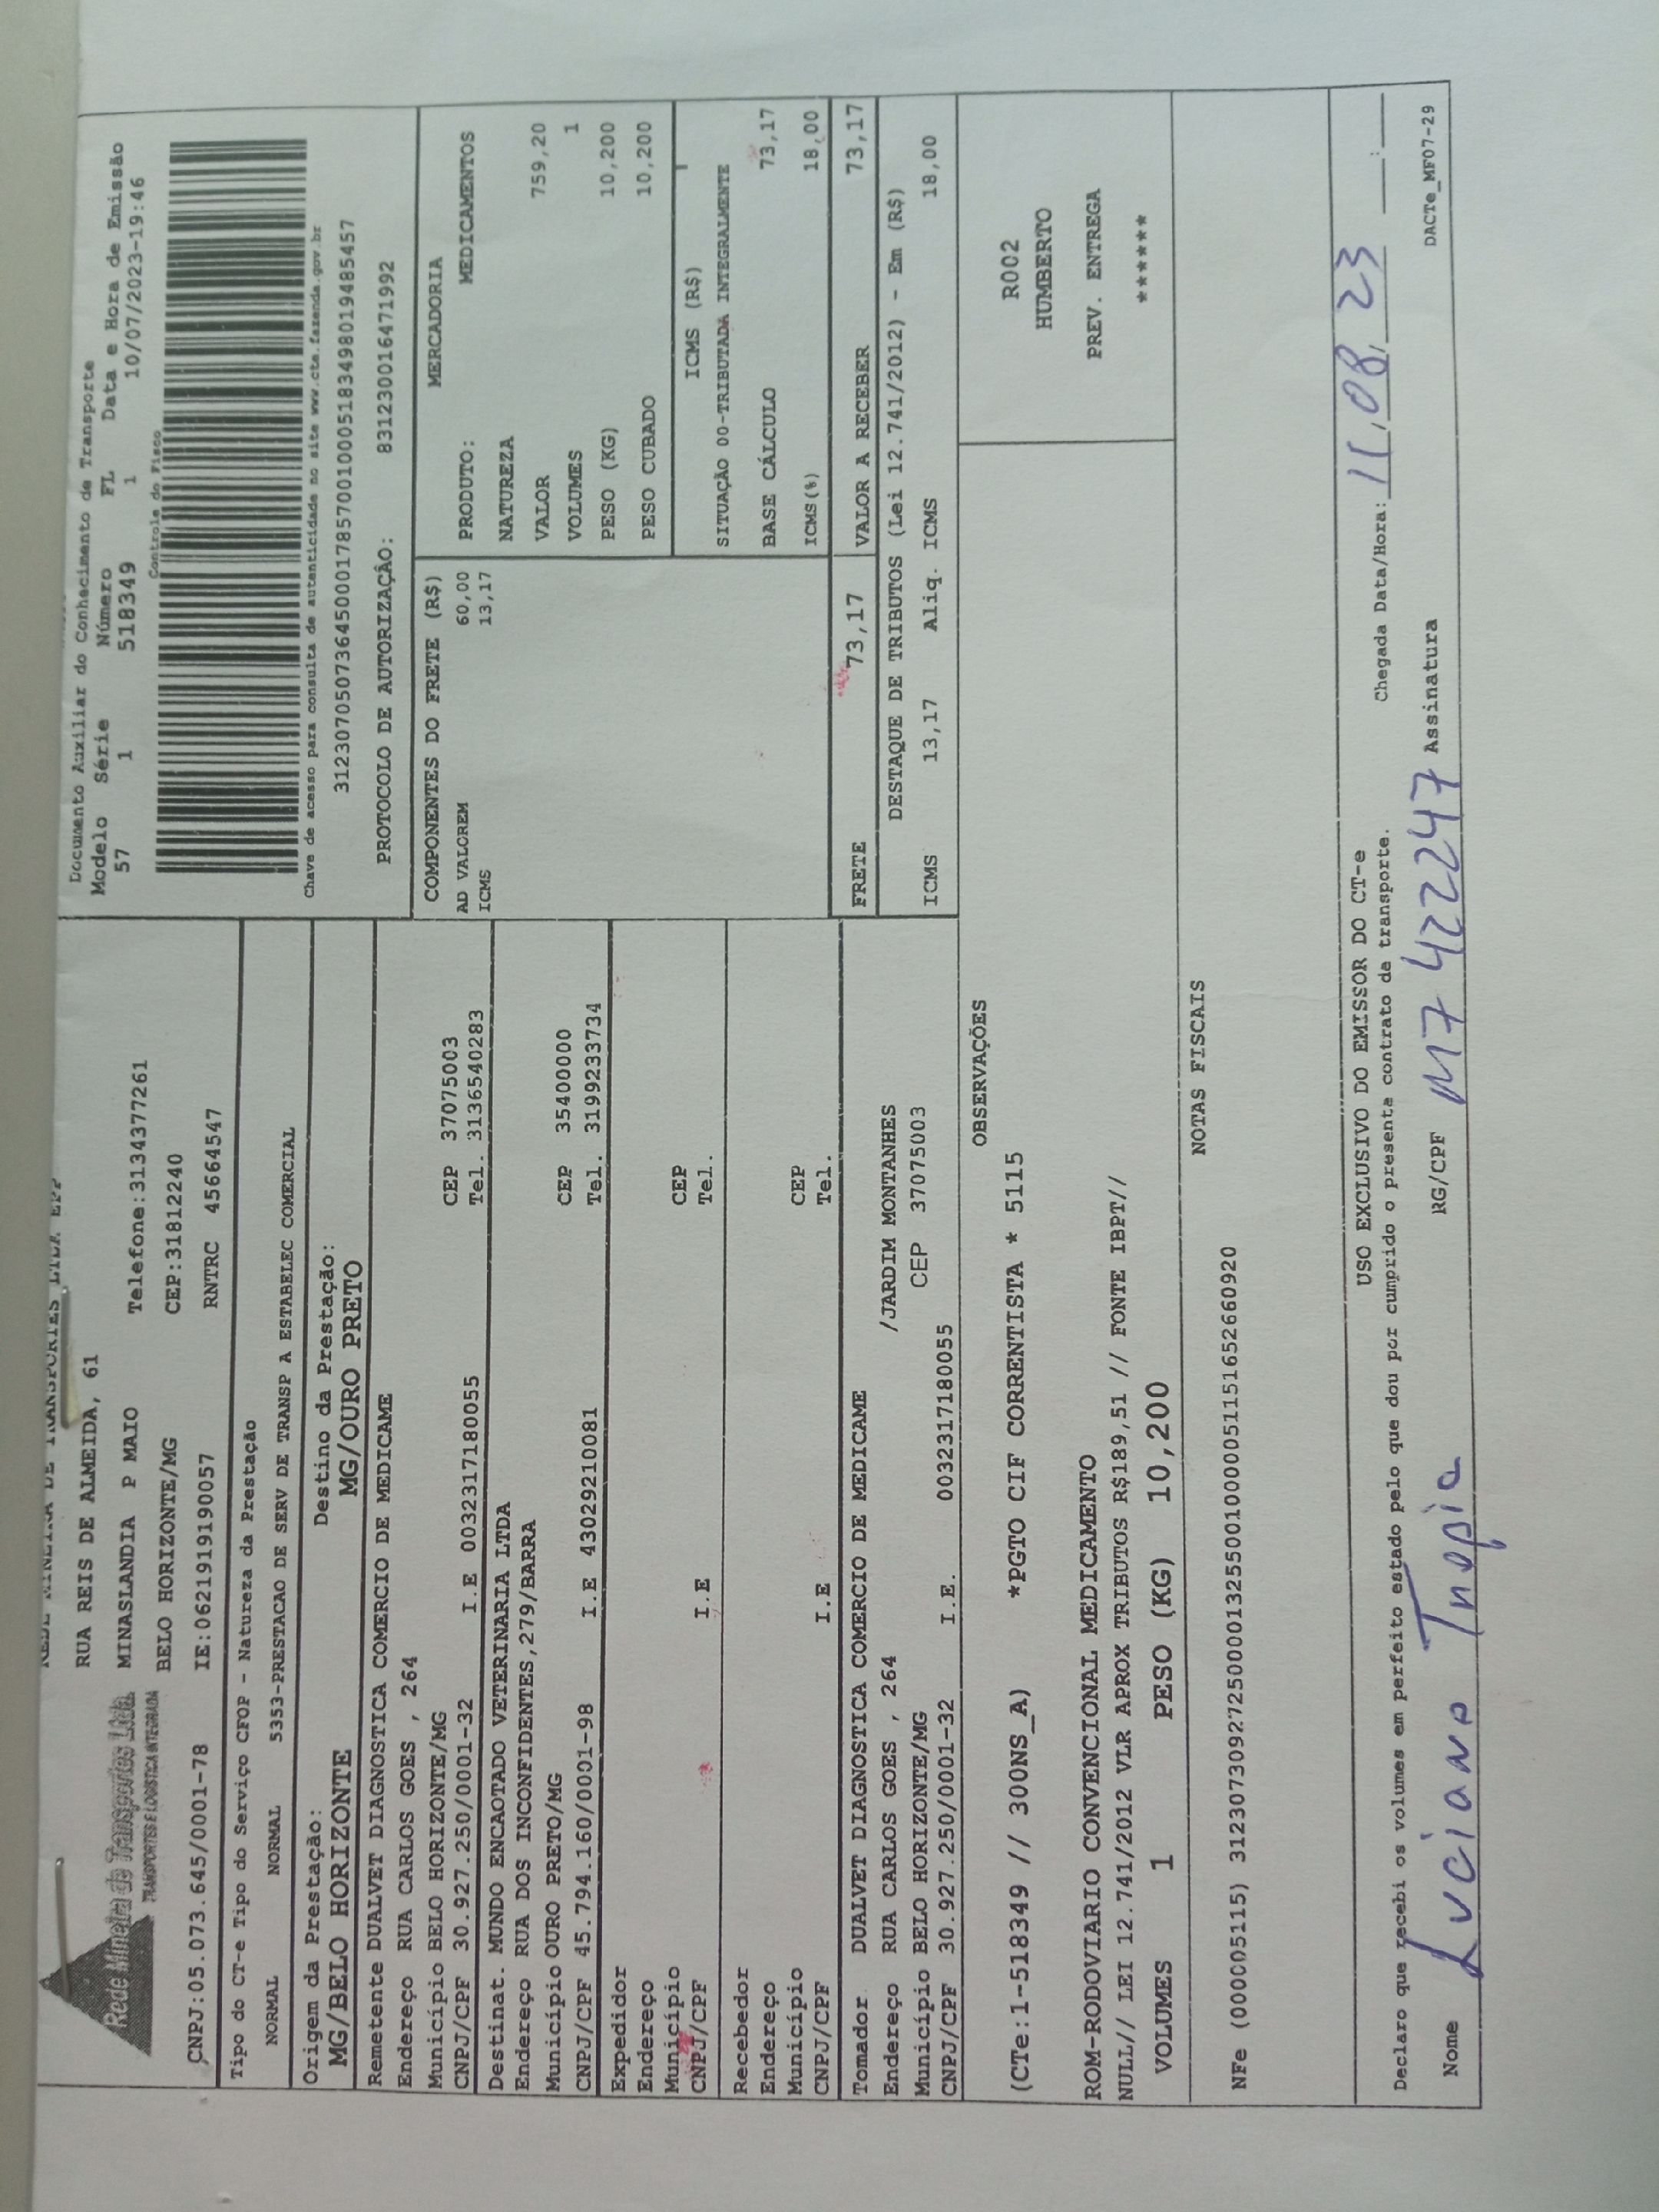 REDE MINEIRA DE TRANSPORTES LTDA EPP
Rede Mineira de Transportes Ltda.
TRANSPORTES E LOGISTICA INTEGRADA
RUA REIS DE ALMEIDA, 61
MINASLANDIA P MAIO Telefone:3134377261
BELO HORIZONTE/MG CEP:31812240
CNPJ:05.073.645/0001-78 IE:0621919190057 RNTRC 45664547
Tipo do CT-e Tipo do Serviço CFOP - Natureza da Prestação
NORMAL NORMAL 5353-PRESTACAO DE SERV DE TRANSP A ESTABELEC COMERCIAL
Origem da Prestação: Destino da Prestação:
MG/BELO HORIZONTE MG/OURO PRETO
Documento Auxiliar do Conhecimento de Transporte
Modelo Série Número FL Data e Hora de Emissão
57 1 518349 1 10/07/2023-19:46
Controle do Fisco
Chave de acesso para consulta de autenticidade no site www.cte.fazenda.gov.br
31230705073645000178570010005183498019485457
PROTOCOLO DE AUTORIZAÇÃO: 831230016471992
Remetente DUALVET DIAGNOSTICA COMERCIO DE MEDICAME
Endereço RUA CARLOS GOES , 264
Município BELO HORIZONTE/MG CEP 37075003
CNPJ/CPF 30.927.250/0001-32 I.E 0032317180055 Tel. 3136540283
Destinat. MUNDO ENCAOTADO VETERINARIA LTDA
Endereço RUA DOS INCONFIDENTES,279/BARRA
Município OURO PRETO/MG CEP 35400000
CNPJ/CPF 45.794.160/0001-98 I.E 43029210081 Tel. 3199233734
Expedidor
Endereço
Município CEP
CNPJ/CPF I.E Tel.
Recebedor
Endereço
Município CEP
CNPJ/CPF I.E Tel.
Tomador DUALVET DIAGNOSTICA COMERCIO DE MEDICAME
Endereço RUA CARLOS GOES , 264 /JARDIM MONTANHES
Município BELO HORIZONTE/MG CEP 37075003
CNPJ/CPF 30.927.250/0001-32 I.E. 0032317180055
COMPONENTES DO FRETE (R$)
AD VALOREM 60,00
ICMS 13,17
MERCADORIA
PRODUTO: MEDICAMENTOS
NATUREZA
VALOR 759,20
VOLUMES 1
PESO (KG) 10,200
PESO CUBADO 10,200
ICMS (R$)
SITUAÇÃO 00-TRIBUTADA INTEGRALMENTE
BASE CÁLCULO 73,17
ICMS(%) 18,00
FRETE 73,17 VALOR A RECEBER 73,17
DESTAQUE DE TRIBUTOS (Lei 12.741/2012) - Em (R$)
ICMS 13,17 Aliq. ICMS 18,00
OBSERVAÇÕES
(CTe:1-518349 // 300NS_A) *PGTO CIF CORRENTISTA * 5115
ROM-RODOVIARIO CONVENCIONAL MEDICAMENTO
NULL// LEI 12.741/2012 VLR APROX TRIBUTOS R$189,51 // FONTE IBPT//
VOLUMES 1 PESO (KG) 10,200
R002
HUMBERTO
PREV. ENTREGA
*******
NOTAS FISCAIS
NFe (000005115) 31230730927250000132550010000051151652660920
USO EXCLUSIVO DO EMISSOR DO CT-e
Declaro que recebi os volumes em perfeito estado pelo que dou por cumprido o presente contrato de transporte. Chegada Data/Hora: 11,08,23 :
Nome Luciano Tropia RG/CPF M7 422247 Assinatura
DACTe_MF07-29